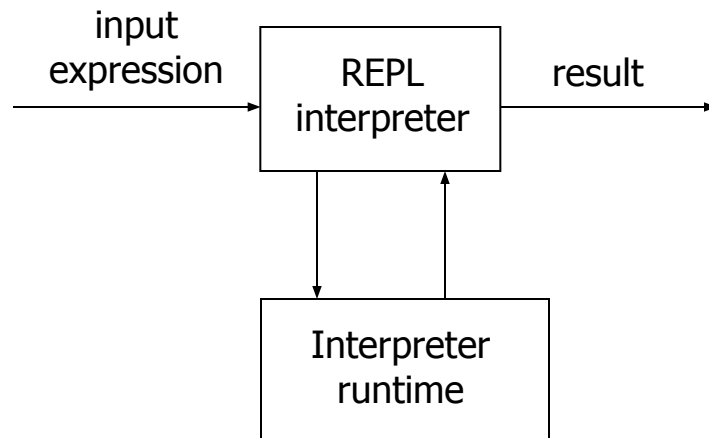 input
expression
REPL
interpreter
result
Interpreter
runtime